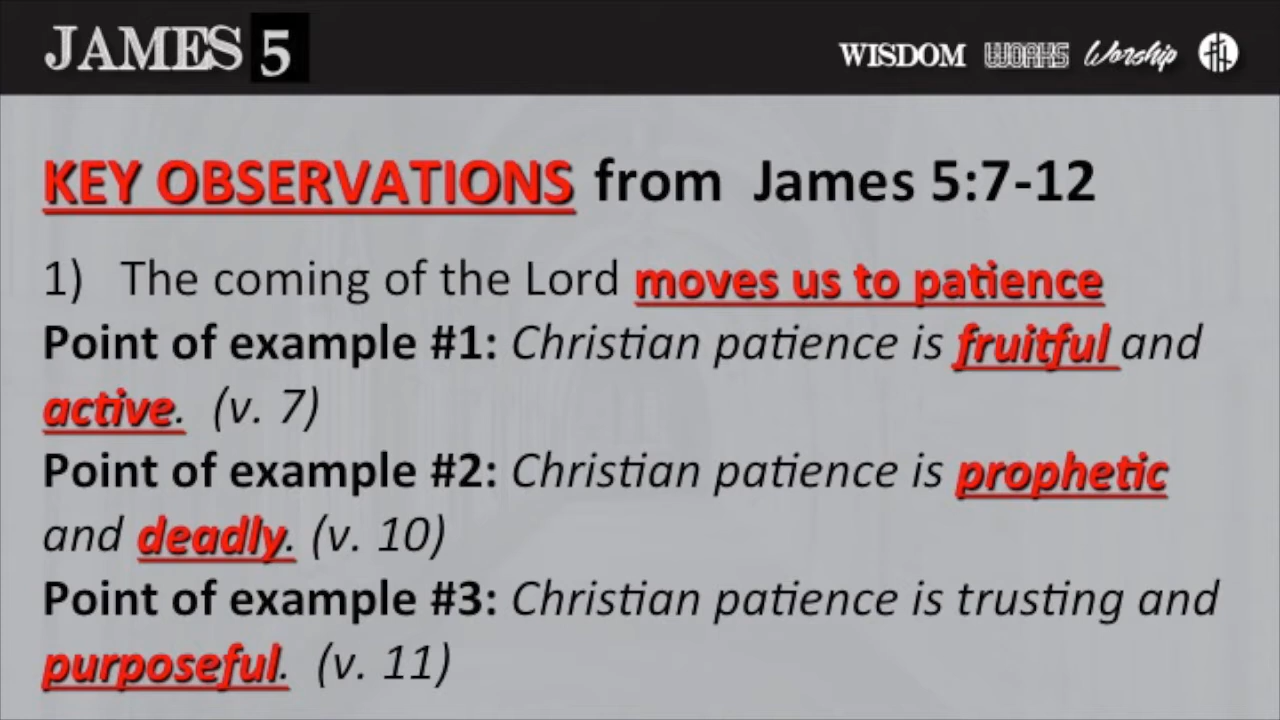 JAMES 5
WISDOM WORKS Worship
KEY OBSERVATIONS from James 5:7-12
1) The coming of the Lord moves us to patience
Point of example #1: Christian patience is fruitful and
active. (v. 7)
Point of example #2: Christian patience is prophetic
and deadly. (v. 10)
Point of example #3: Christian patience is trusting and
purposeful. (v. 11)